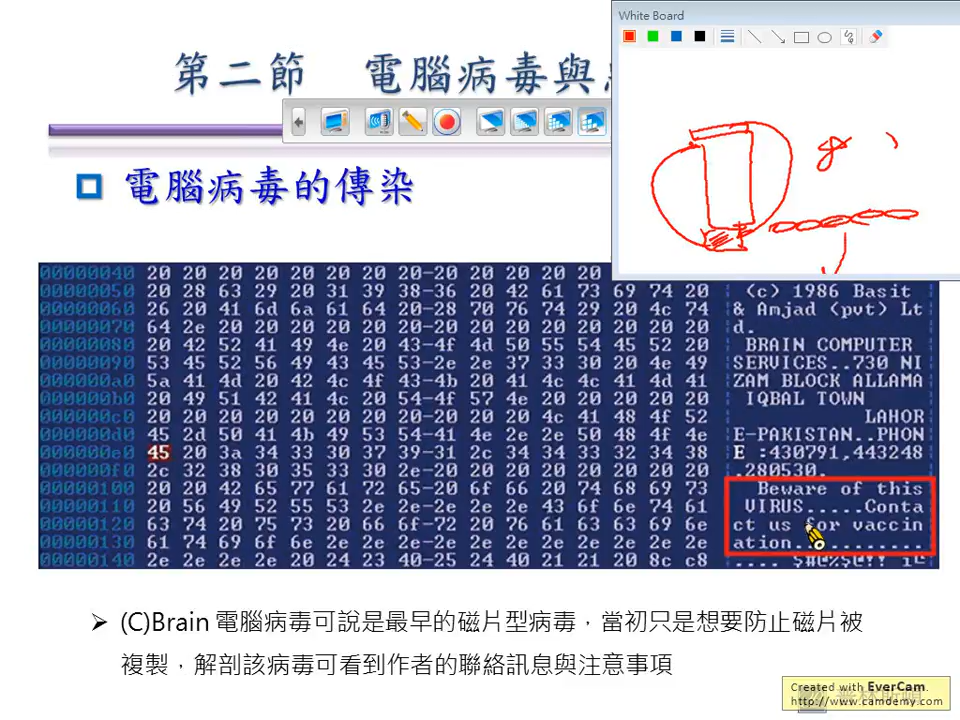 White Board
第二節 電腦病毒與
電腦病毒的傳染
00000040 20 20 20 20 20 20 20 20-20 20 20 20 20
00000050 20 28 63 29 20 31 39 38-36 20 42 61 73 69 74 20 (c) 1986 Basit
00000060 26 20 41 6d 6a 61 64 20-28 70 76 74 29 20 4c 74 & Amjad (pvt) Lt
00000070 64 2e 20 20 20 20 20 20-20 20 20 20 20 20 20 20 d.
00000080 20 42 52 41 49 4e 20 43-4f 4d 50 55 54 45 52 20 BRAIN COMPUTER
00000090 53 45 52 56 49 43 45 53-2e 2e 37 33 30 20 4e 49 SERVICES..730 NI
000000a0 5a 41 4d 20 42 4c 4f 43-4b 20 41 4c 4c 41 4d 41 ZAM BLOCK ALLAMA
000000b0 20 49 51 42 41 4c 20 54-4f 57 4e 20 20 20 20 20 IQBAL TOWN
000000c0 20 20 20 20 20 20 20 20-20 20 20 4c 41 48 4f 52 LAHOR
000000d0 45 2d 50 41 4b 49 53 54-41 4e 2e 2e 50 48 4f 4e E-PAKISTAN..PHON
000000e0 45 20 3a 34 33 30 37 39-31 2c 34 34 33 32 34 38 E :430791,443248
000000f0 2c 32 38 30 35 33 30 2e-20 20 20 20 20 20 20 20 ,280530.
00000100 20 20 42 65 77 61 72 65-20 6f 66 20 74 68 69 73 Beware of this
00000110 20 56 49 52 55 53 2e 2e-2e 2e 2e 43 6f 6e 74 61 VIRUS.....Conta
00000120 63 74 20 75 73 20 66 6f-72 20 76 61 63 63 69 6e ct us for vaccin
00000130 61 74 69 6f 6e 2e 2e 2e-2e 2e 2e 2e 2e 2e 2e 2e ation...........
00000140 2e 2e 2e 2e 20 24 23 40-25 24 40 21 21 20 8c c8 .... $#@%$@!!
(C)Brain 電腦病毒可說是最早的磁片型病毒，當初只是想要防止磁片被
複製，解剖該病毒可看到作者的聯絡訊息與注意事項
Created with EverCam.
http://www.camdemy.com